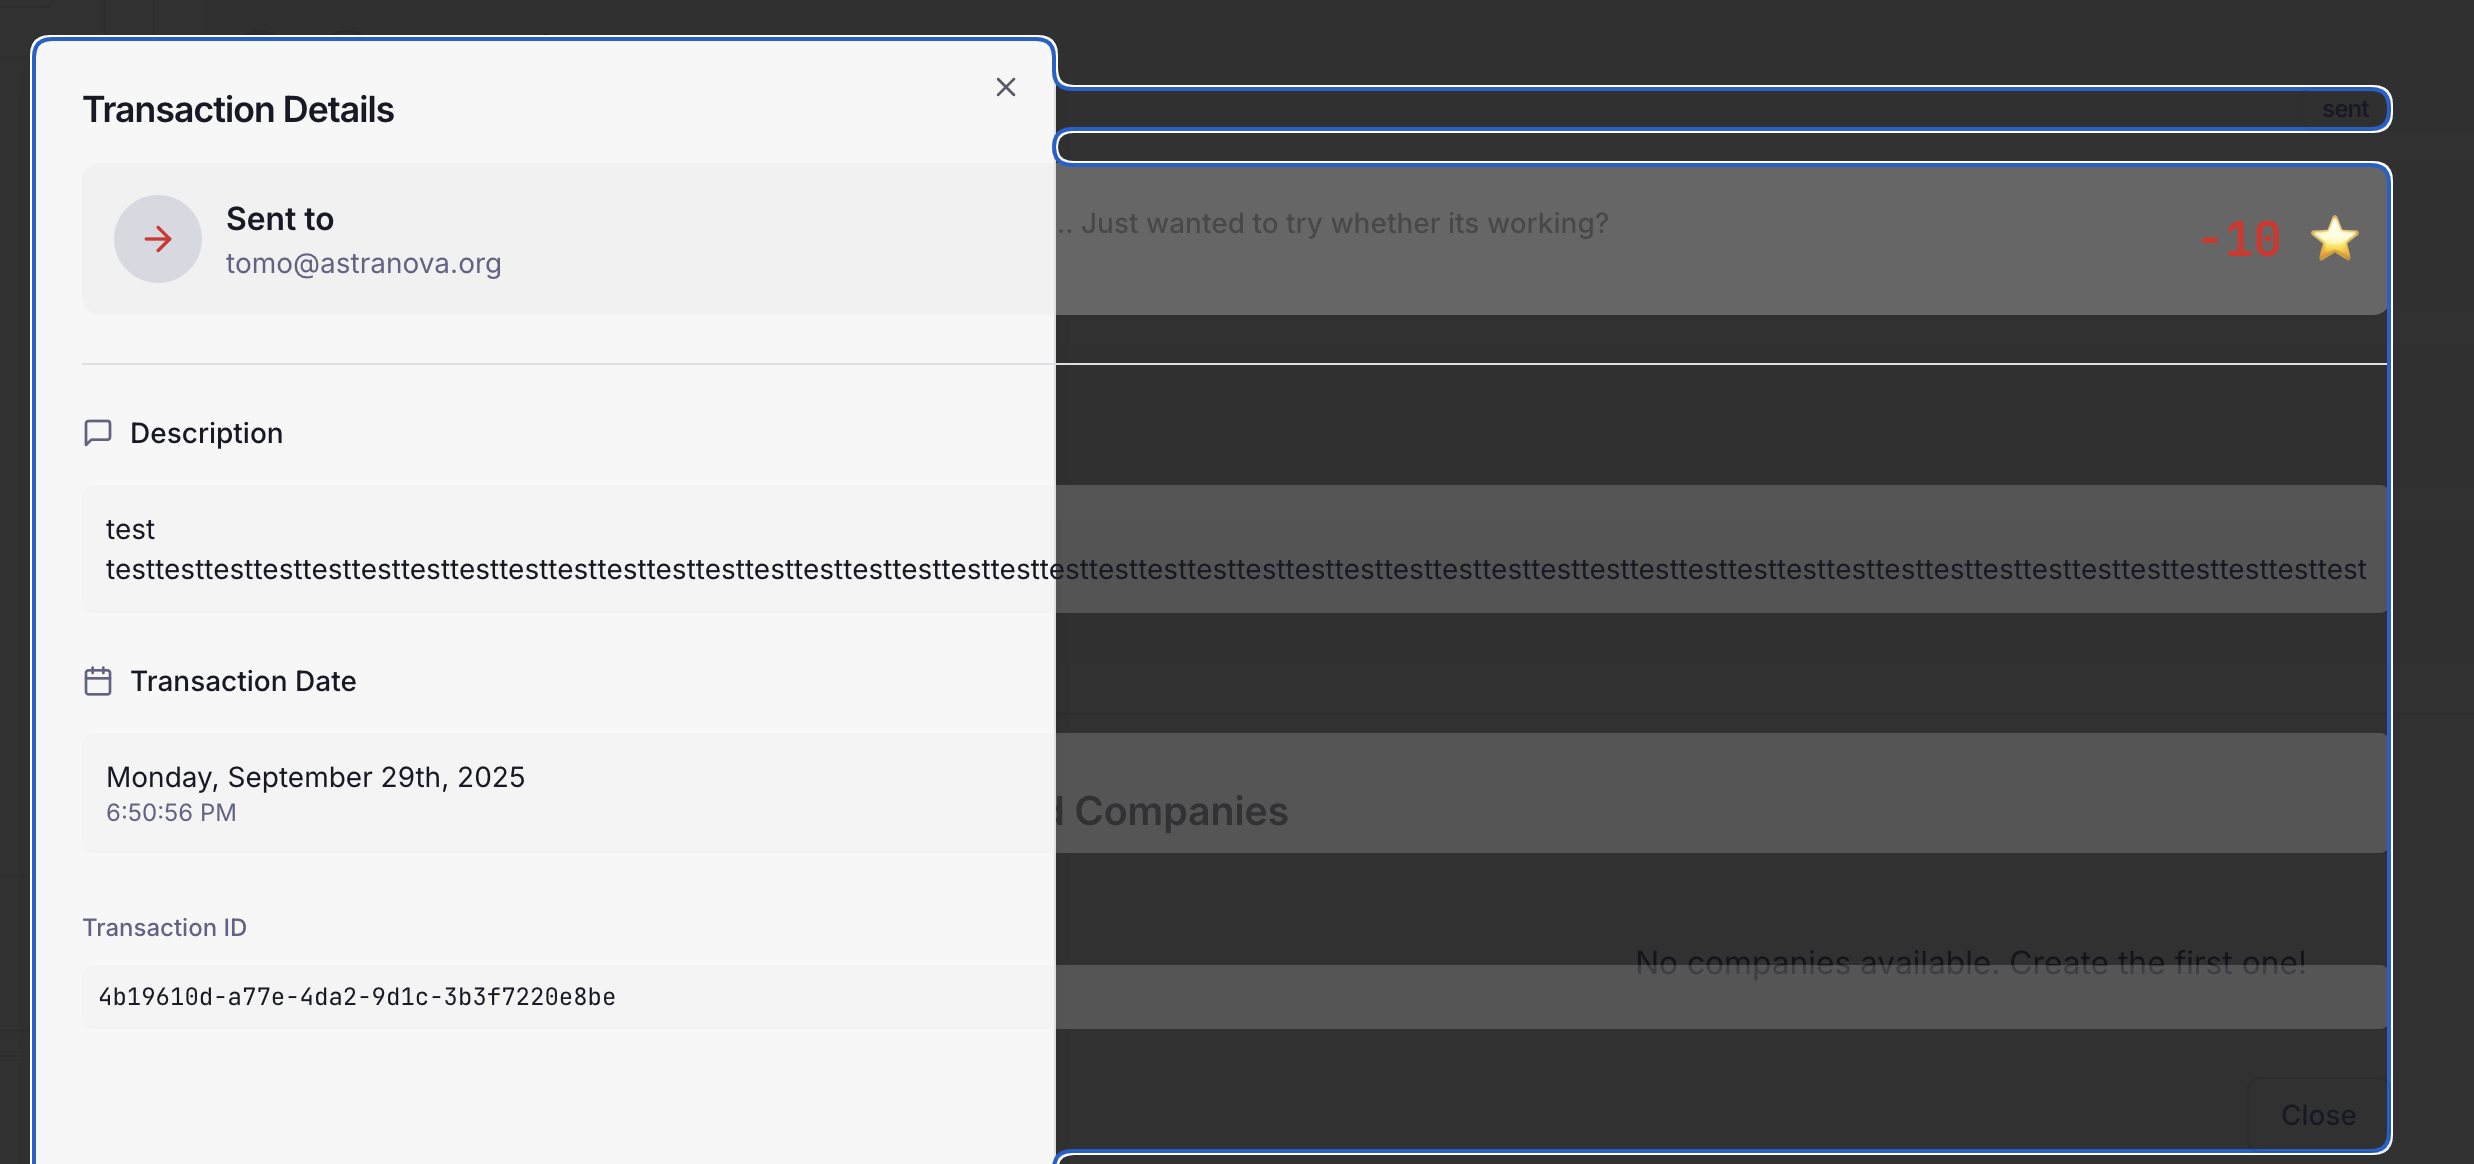 Transaction Details
sent
Sent to
tomo@astranova.org
.. Just wanted to try whether its working?
-10
Description
test
testtesttesttesttesttesttesttesttesttesttesttesttesttesttesttesttesttesttesttesttesttesttesttesttesttesttesttesttesttesttesttesttesttesttesttesttesttesttesttesttesttesttesttesttesttest
Transaction Date
Monday, September 29th, 2025
6:50:56 PM
Companies
Transaction ID
No companies available. Create the first one!
4b19610d-a77e-4da2-9d1c-3b3f7220e8be
Close